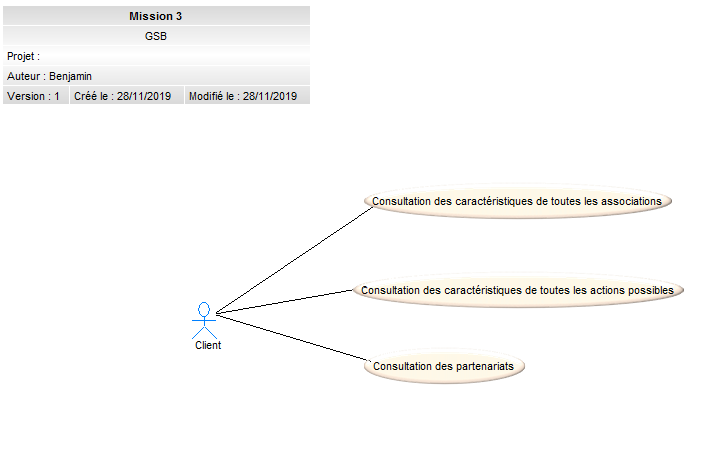 Mission 3
GSB
Projet :
Auteur : Benjamin
Version : 1 Créé le : 28/11/2019 Modifié le : 28/11/2019
Consultation des caractéristiques de toutes les associations
Consultation des caractéristiques de toutes les actions possibles
Client
Consultation des partenariats